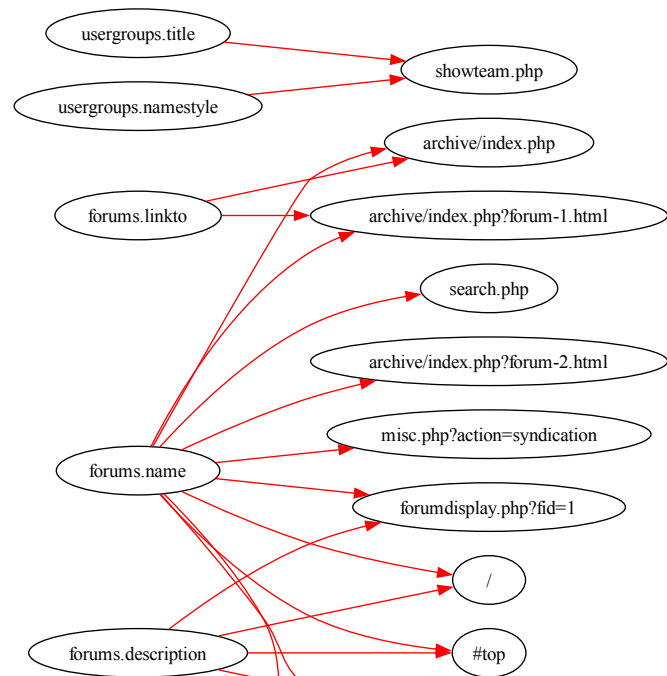 usergroups.title
showteam.php
usergroups.namestyle
archive/index.php
forums.linkto
archive/index.php?forum-1.html
search.php
archive/index.php?forum-2.html
misc.php?action=syndication
forums.name
forumdisplay.php?fid=1
/
forums.description
#top